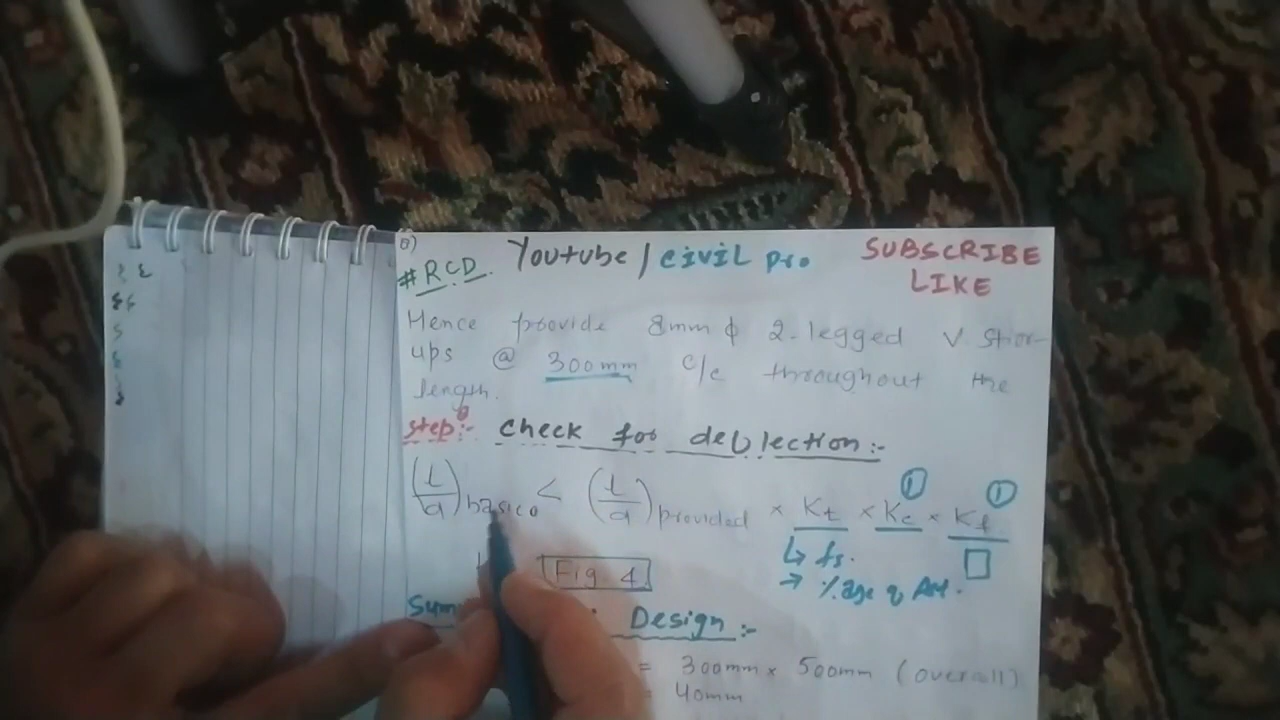 #RCD. Youtube/civil pro
SUBSCRIBE
LIKE
Hence provide 8mm ϕ 2-legged V Stirr-
ups @ 300mm c/c throughout the
length.
step:- check for deflection:-
(L/d)basic < (L/d)provided × Kt × Kc × Kf
① ①
↳ fs.
→ %age of Ast.
Fig. 4
Design:-
= 300mm × 500mm (overall)
= 40mm